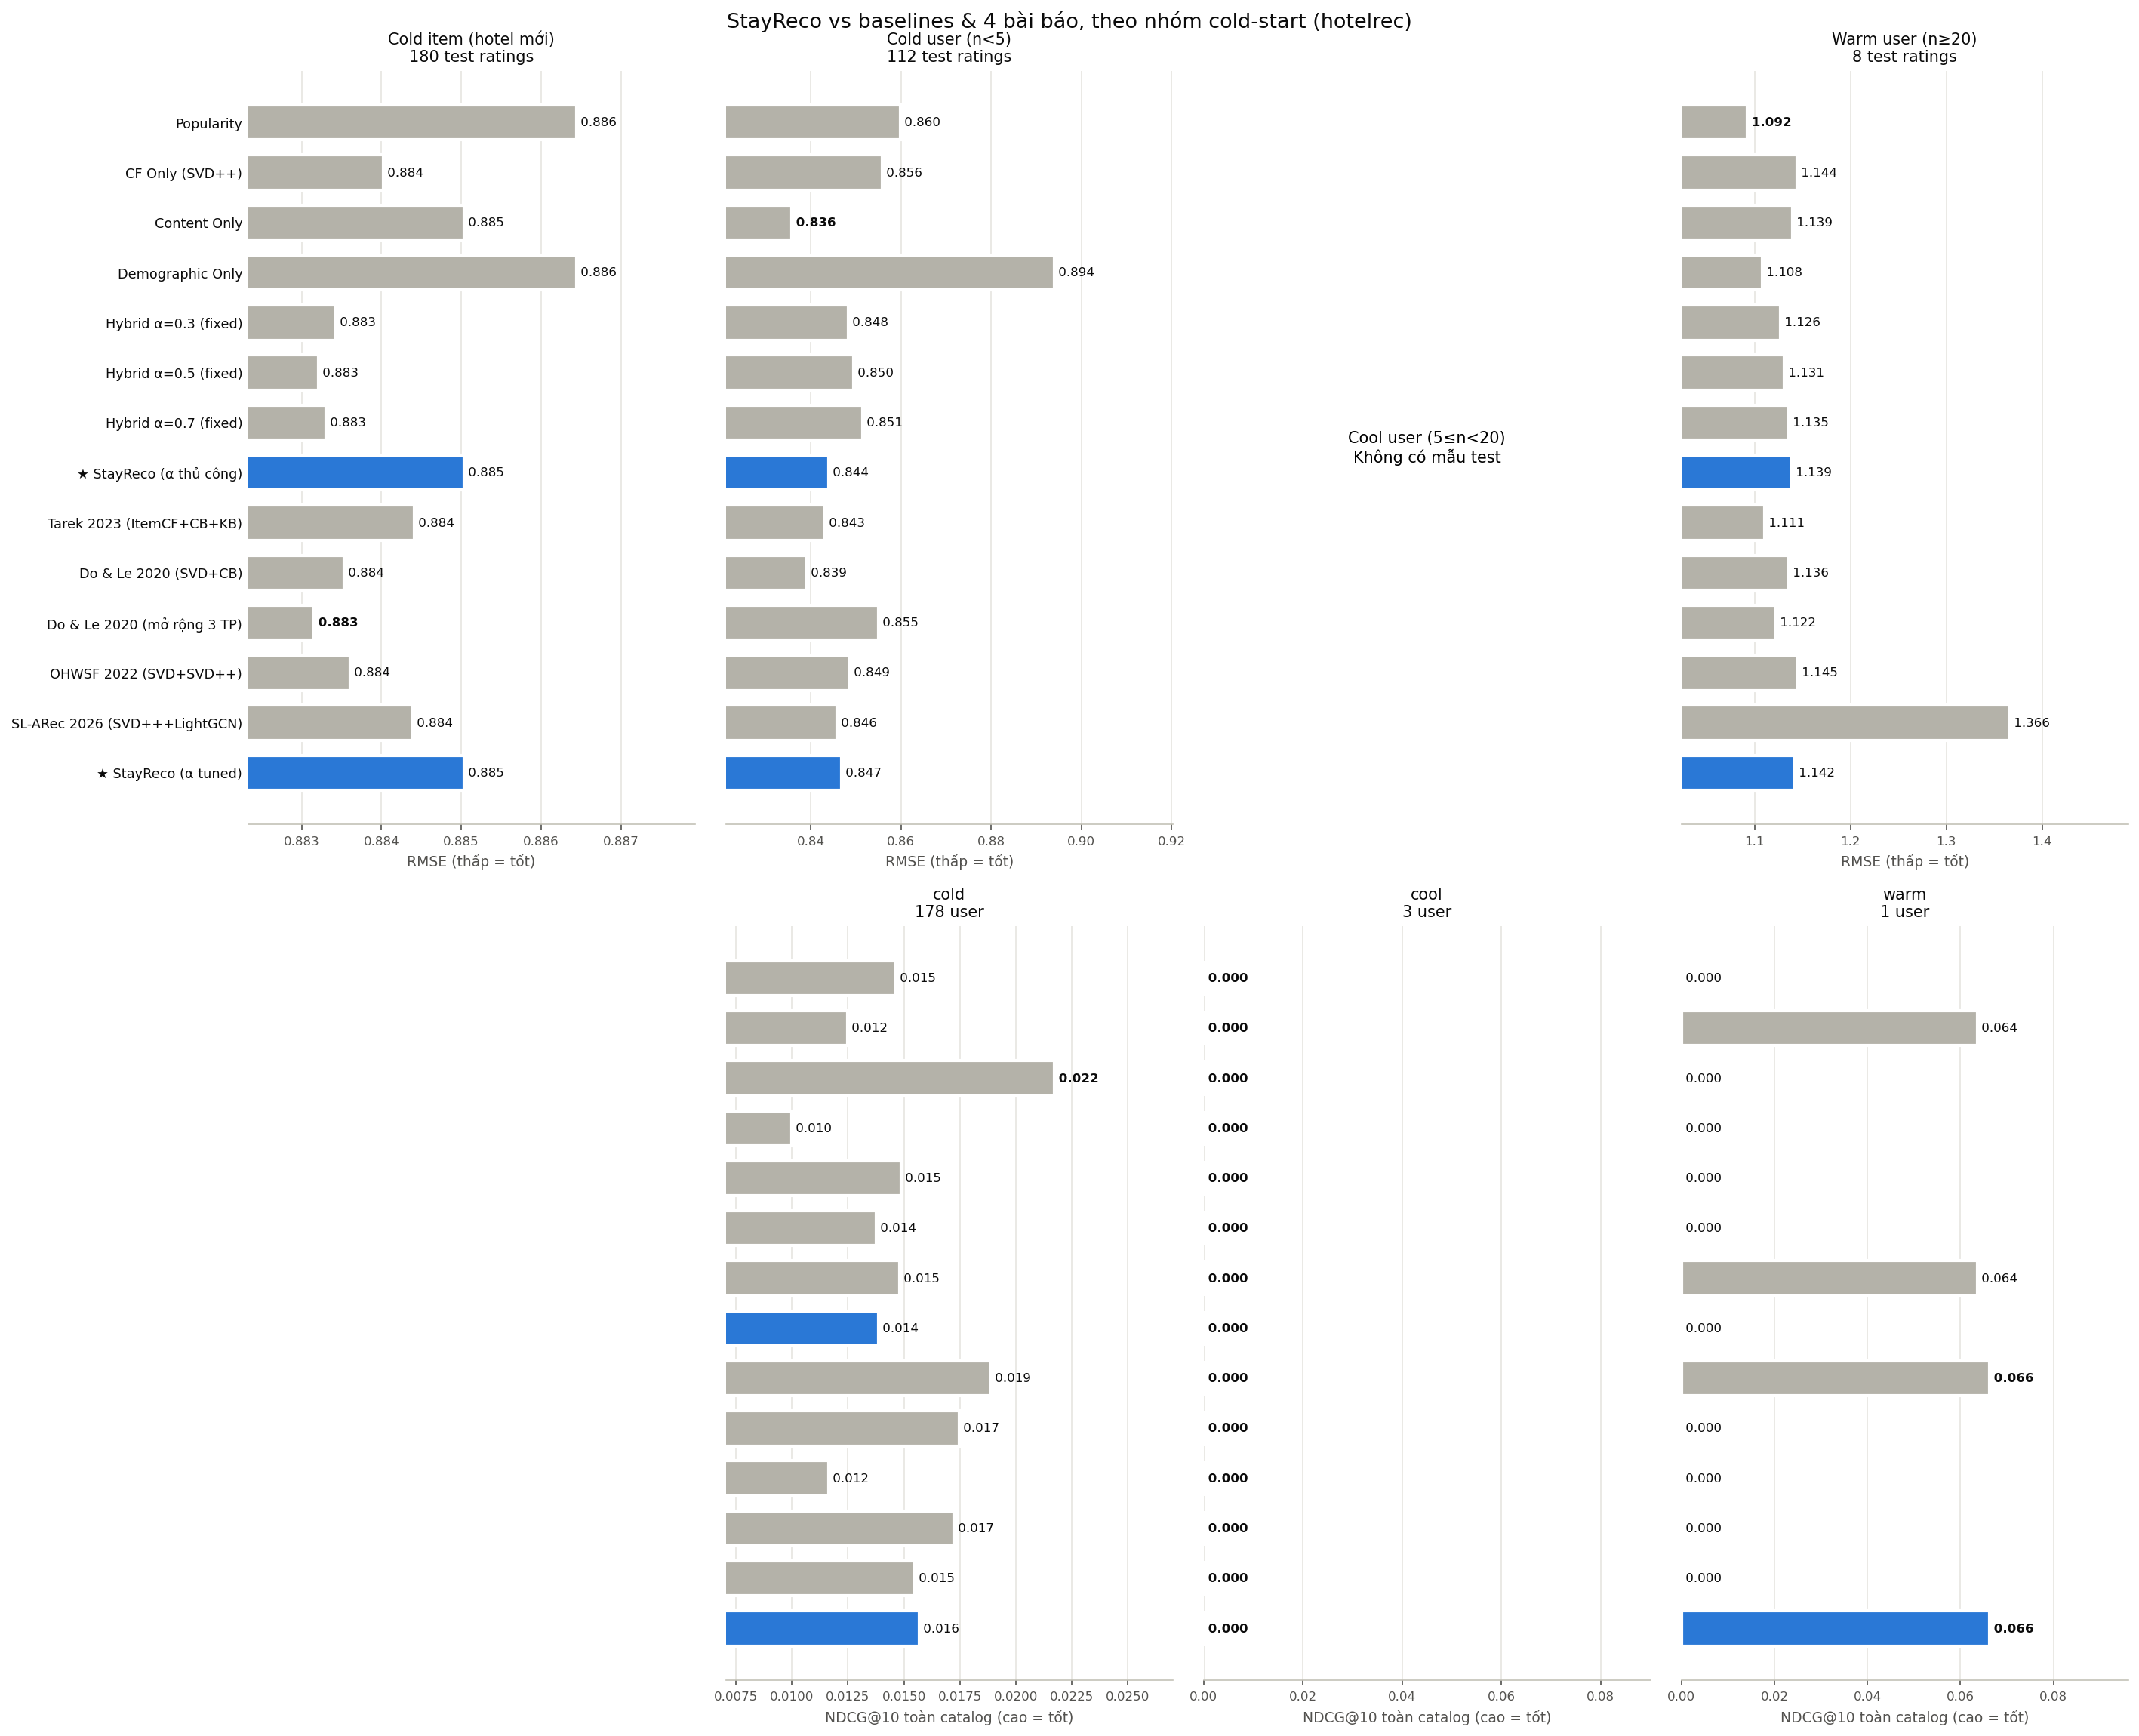 StayReco vs baselines & 4 bài báo, theo nhóm cold-start (hotelrec)
Cold item (hotel mới)
180 test ratings
Popularity
0.886
CF Only (SVD++)
0.884
Content Only
0.885
Demographic Only
0.886
Hybrid α=0.3 (fixed)
0.883
Hybrid α=0.5 (fixed)
0.883
Hybrid α=0.7 (fixed)
0.883
★ StayReco (α thủ công)
0.885
Tarek 2023 (ItemCF+CB+KB)
0.884
Do & Le 2020 (SVD+CB)
0.884
Do & Le 2020 (mở rộng 3 TP)
0.883
OHWSF 2022 (SVD+SVD++)
0.884
SL-ARec 2026 (SVD+++LightGCN)
0.884
★ StayReco (α tuned)
0.885
0.883 0.884 0.885 0.886 0.887
RMSE (thấp = tốt)
Cold user (n<5)
112 test ratings
0.860
0.856
0.836
0.894
0.848
0.850
0.851
0.844
0.843
0.839
0.855
0.849
0.846
0.847
0.84 0.86 0.88 0.90 0.92
RMSE (thấp = tốt)
Cool user (5≤n<20)
Không có mẫu test
Warm user (n≥20)
8 test ratings
1.092
1.144
1.139
1.108
1.126
1.131
1.135
1.139
1.111
1.136
1.122
1.145
1.366
1.142
1.1 1.2 1.3 1.4
RMSE (thấp = tốt)
cold
178 user
0.015
0.012
0.022
0.010
0.015
0.014
0.015
0.014
0.019
0.017
0.012
0.017
0.015
0.016
0.0075 0.0100 0.0125 0.0150 0.0175 0.0200 0.0225 0.0250
NDCG@10 toàn catalog (cao = tốt)
cool
3 user
0.000
0.000
0.000
0.000
0.000
0.000
0.000
0.000
0.000
0.000
0.000
0.000
0.000
0.000
0.00 0.02 0.04 0.06 0.08
NDCG@10 toàn catalog (cao = tốt)
warm
1 user
0.000
0.064
0.000
0.000
0.000
0.000
0.064
0.000
0.066
0.000
0.000
0.000
0.000
0.066
0.00 0.02 0.04 0.06 0.08
NDCG@10 toàn catalog (cao = tốt)